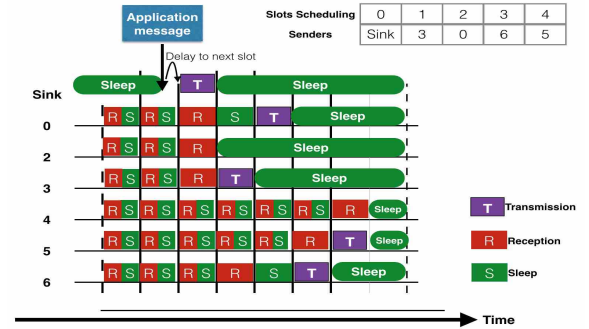 Application
message
Slots Scheduling 0 1 2 3 4
Senders Sink 3 0 6 5
Delay to next slot
Sink Sleep T Sleep
0 R S R S R S T Sleep
2 R S R S R Sleep
3 R S R S R T Sleep
4 R S R S R S R S R S R S R Sleep
5 R S R S R S R S R S R T Sleep
6 R S R S R S R S T Sleep
T Transmission
R Reception
S Sleep
Time